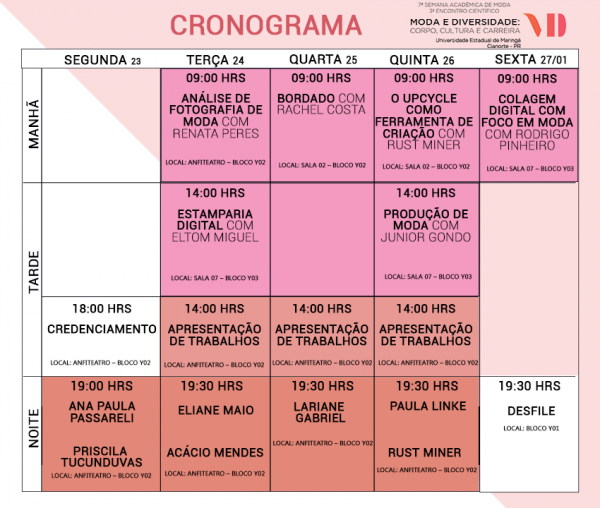 CRONOGRAMA
7ª SEMANA ACADÊMICA DE MODA
3º ENCONTRO CIENTÍFICO
MODA E DIVERSIDADE:
CORPO, CULTURA E CARREIRA
Universidade Estadual de Maringá
Cianorte - PR
MD
SEGUNDA 23
TERÇA 24
QUARTA 25
QUINTA 26
SEXTA 27/01
MANHÃ
09:00 HRS
ANÁLISE DE
FOTOGRAFIA DE
MODA COM
RENATA PERES
LOCAL: ANFITEATRO – BLOCO Y02
09:00 HRS
BORDADO COM
RACHEL COSTA
LOCAL: SALA 02 – BLOCO Y02
09:00 HRS
O UPCYCLE
COMO
FERRAMENTA DE
CRIAÇÃO COM
RUST MINER
LOCAL: SALA 02 – BLOCO Y02
09:00 HRS
COLAGEM
DIGITAL COM
FOCO EM MODA
COM RODRIGO
PINHEIRO
LOCAL: SALA 07 – BLOCO Y03
TARDE
14:00 HRS
ESTAMPARIA
DIGITAL COM
ELTOM MIGUEL
LOCAL: SALA 07 – BLOCO Y03
14:00 HRS
PRODUÇÃO DE
MODA COM
JUNIOR GONDO
LOCAL: SALA 07 – BLOCO Y03
18:00 HRS
CREDENCIAMENTO
LOCAL: ANFITEATRO – BLOCO Y02
14:00 HRS
APRESENTAÇÃO
DE TRABALHOS
LOCAL: ANFITEATRO – BLOCO Y02
14:00 HRS
APRESENTAÇÃO
DE TRABALHOS
LOCAL: ANFITEATRO – BLOCO Y02
14:00 HRS
APRESENTAÇÃO
DE TRABALHOS
LOCAL: ANFITEATRO – BLOCO Y02
NOITE
19:00 HRS
ANA PAULA
PASSARELI
PRISCILA
TUCUNDUVAS
LOCAL: ANFITEATRO – BLOCO Y02
19:30 HRS
ELIANE MAIO
ACÁCIO MENDES
LOCAL: ANFITEATRO – BLOCO Y02
19:30 HRS
LARIANE
GABRIEL
LOCAL: ANFITEATRO – BLOCO Y02
19:30 HRS
PAULA LINKE
RUST MINER
LOCAL: ANFITEATRO – BLOCO Y02
19:30 HRS
DESFILE
LOCAL: BLOCO Y01